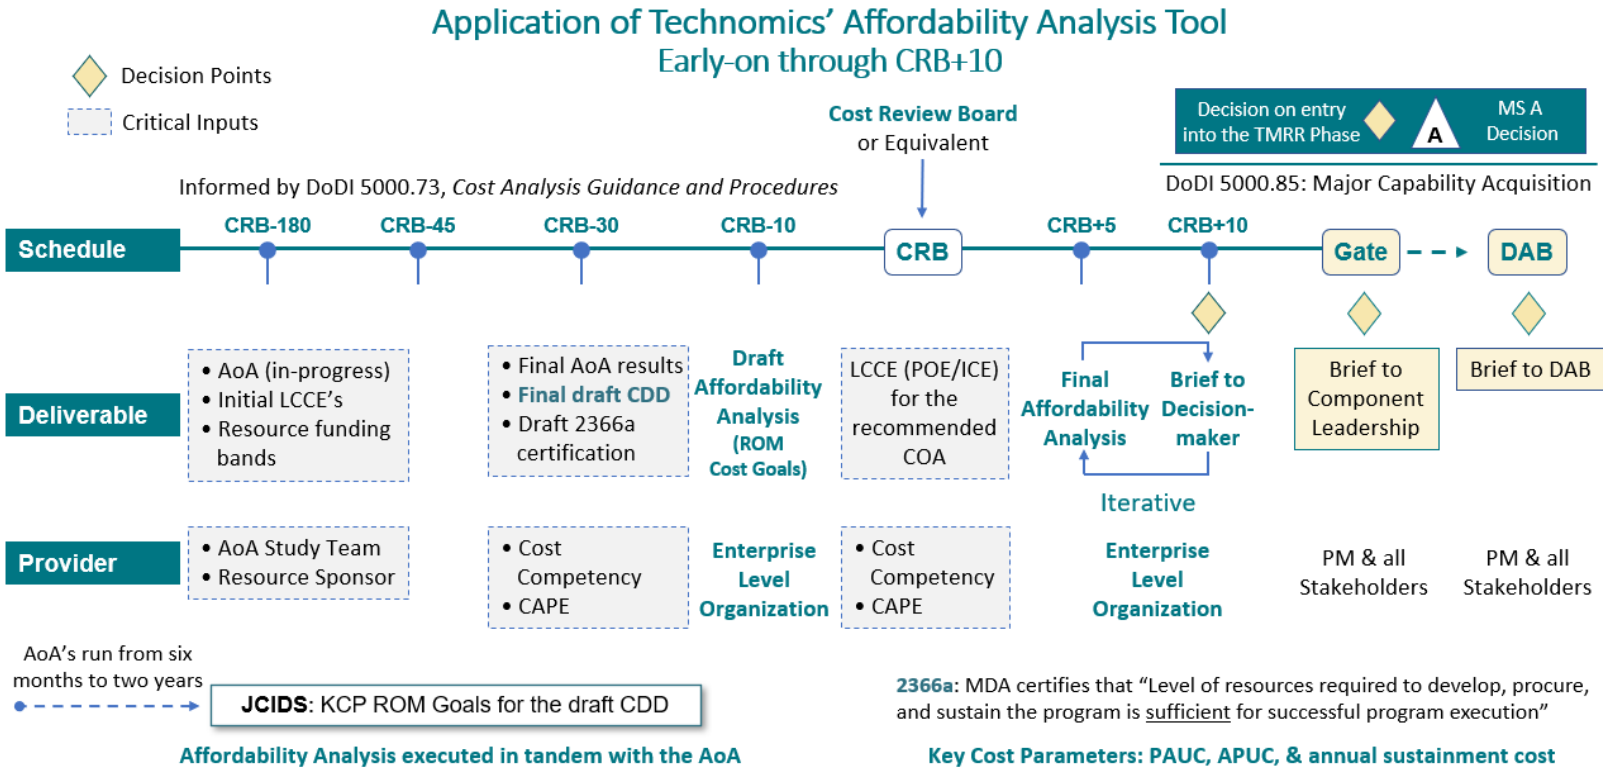 Application of Technomics’ Affordability Analysis Tool
Early-on through CRB+10
Decision Points
Critical Inputs
Cost Review Board
or Equivalent
Decision on entry
into the TMRR Phase
A
MS A
Decision
DoDI 5000.85: Major Capability Acquisition
Informed by DoDI 5000.73, Cost Analysis Guidance and Procedures
Schedule
CRB-180
CRB-45
CRB-30
CRB-10
CRB
CRB+5
CRB+10
Gate
DAB
Deliverable
• AoA (in-progress)
• Initial LCCE’s
• Resource funding
bands
• Final AoA results
• Final draft CDD
• Draft 2366a
certification
Draft
Affordability
Analysis
(ROM
Cost Goals)
LCCE (POE/ICE)
for the
recommended
COA
Final
Affordability
Analysis
Brief to
Decision-
maker
Iterative
Brief to
Component
Leadership
Brief to DAB
Provider
• AoA Study Team
• Resource Sponsor
• Cost
Competency
• CAPE
Enterprise
Level
Organization
• Cost
Competency
• CAPE
Enterprise
Level
Organization
PM & all
Stakeholders
PM & all
Stakeholders
AoA’s run from six
months to two years
JCIDS: KCP ROM Goals for the draft CDD
Affordability Analysis executed in tandem with the AoA
2366a: MDA certifies that “Level of resources required to develop, procure,
and sustain the program is sufficient for successful program execution”
Key Cost Parameters: PAUC, APUC, & annual sustainment cost